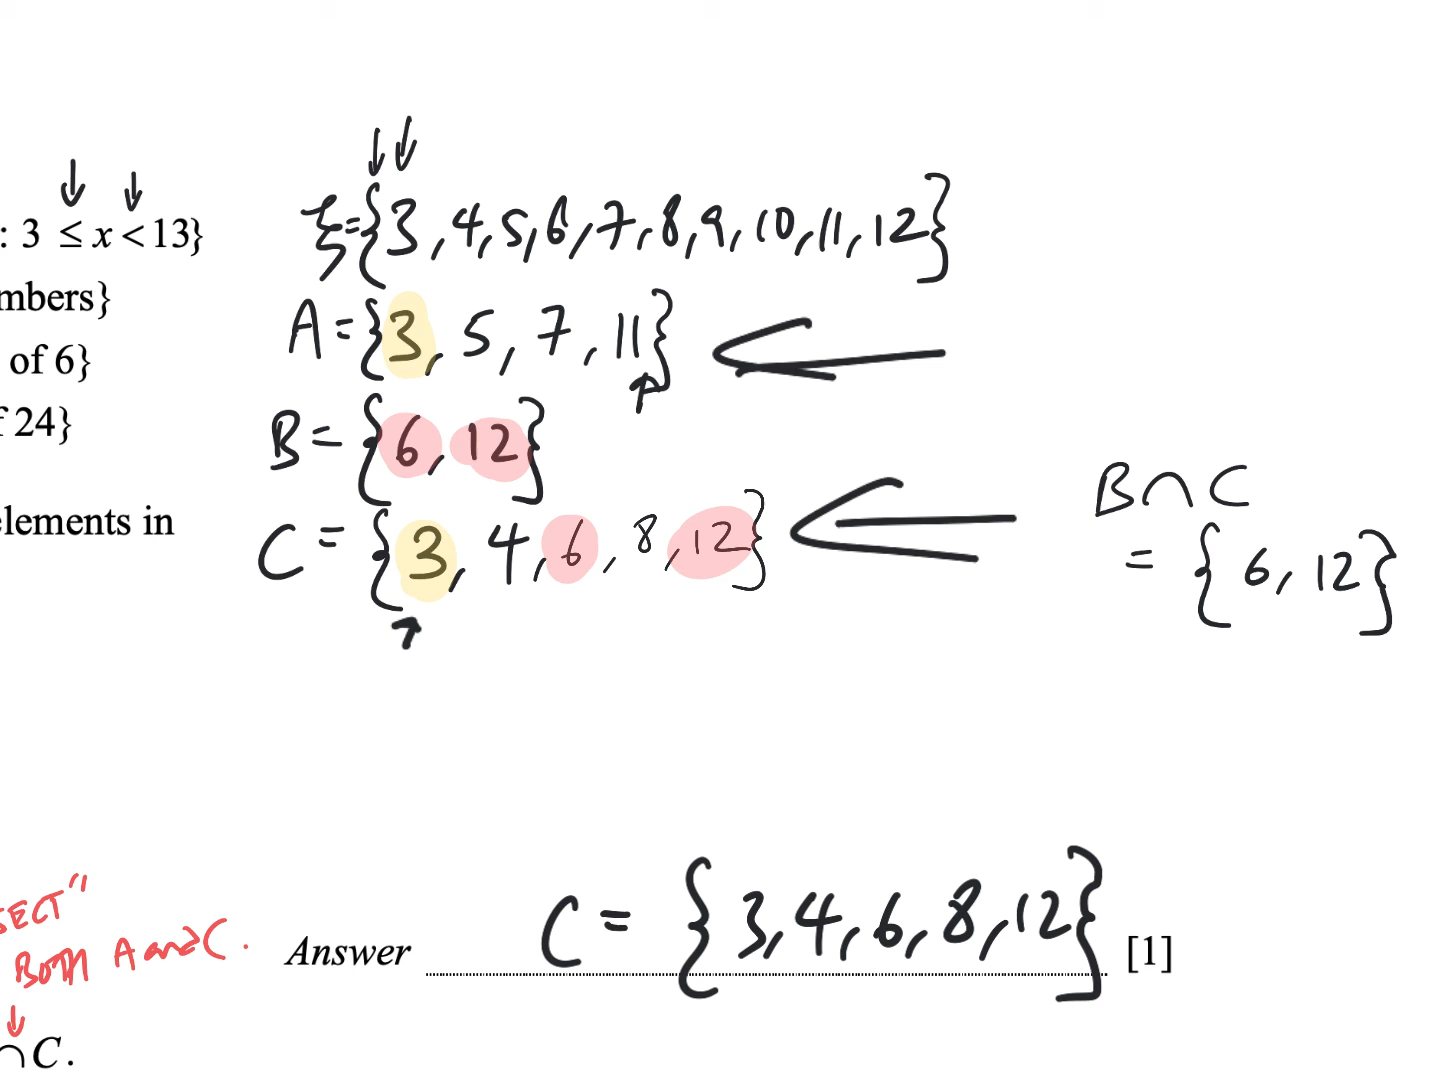 : 3 ≤ x < 13}
ξ = {3, 4, 5, 6, 7, 8, 9, 10, 11, 12}
mbers}
A = {3, 5, 7, 11}
of 6}
B = {6, 12}
f 24}
C = {3, 4, 6, 8, 12}
B ∩ C
= {6, 12}
elements in
SECT"
BOTH A and C.
Answer C = {3, 4, 6, 8, 12} [1]
∩ C.